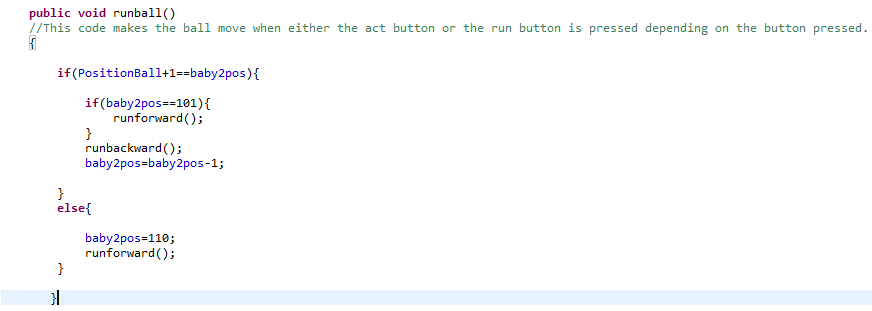 public void runball()
//This code makes the ball move when either the act button or the run button is pressed depending on the button pressed.
{
if(PositionBall+1==baby2pos){
if(baby2pos==101){
runforward();
}
runbackward();
baby2pos=baby2pos-1;
}
else{
baby2pos=110;
runforward();
}
}